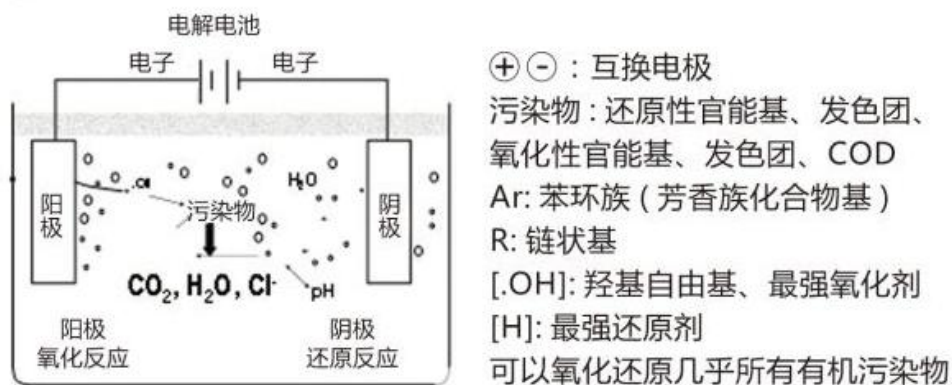 电解电池
电子
电子
阳极
.Cl
污染物
H₂O
阴极
CO₂, H₂O, Cl⁻
pH
阳极
氧化反应
阴极
还原反应
⊕⊖：互换电极
污染物：还原性官能基、发色团、
氧化性官能基、发色团、COD
Ar: 苯环族 ( 芳香族化合物基 )
R: 链状基
[.OH]: 羟基自由基、最强氧化剂
[H]: 最强还原剂
可以氧化还原几乎所有有机污染物